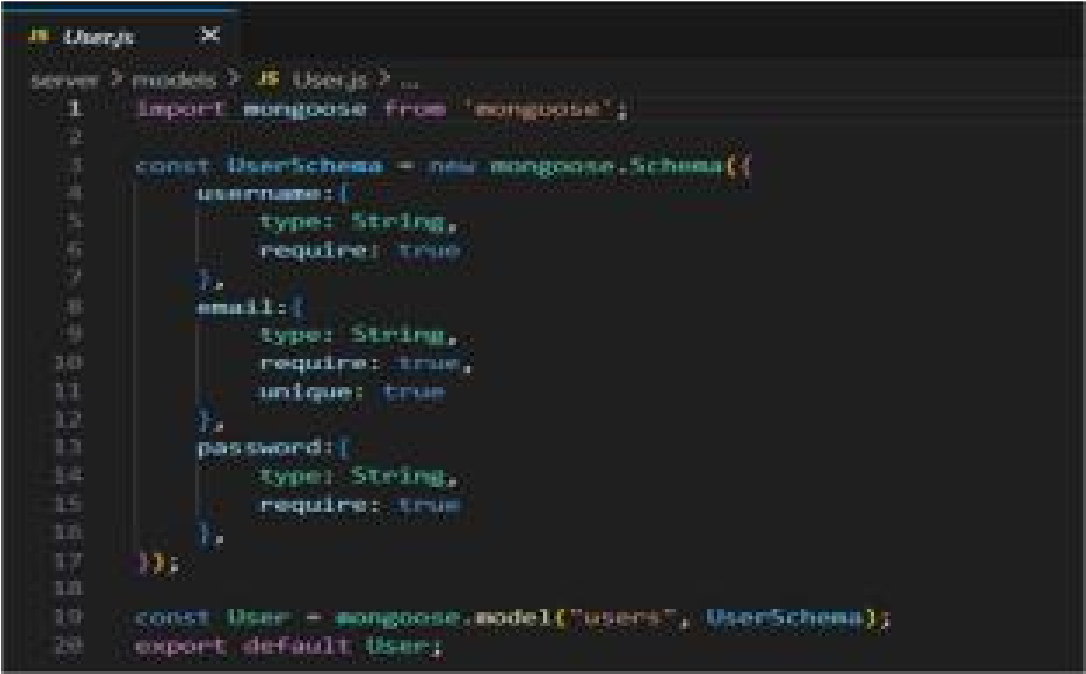 JS User.js ×
server > models > JS User.js > ...
1 import mongoose from 'mongoose';
2
3 const UserSchema = new mongoose.Schema({
4 username:{
5 type: String,
6 require: true
7 },
8 email:{
9 type: String,
10 require: true,
11 unique: true
12 },
13 password:{
14 type: String,
15 require: true
16 },
17 });
18
19 const User = mongoose.model("users", UserSchema);
20 export default User;